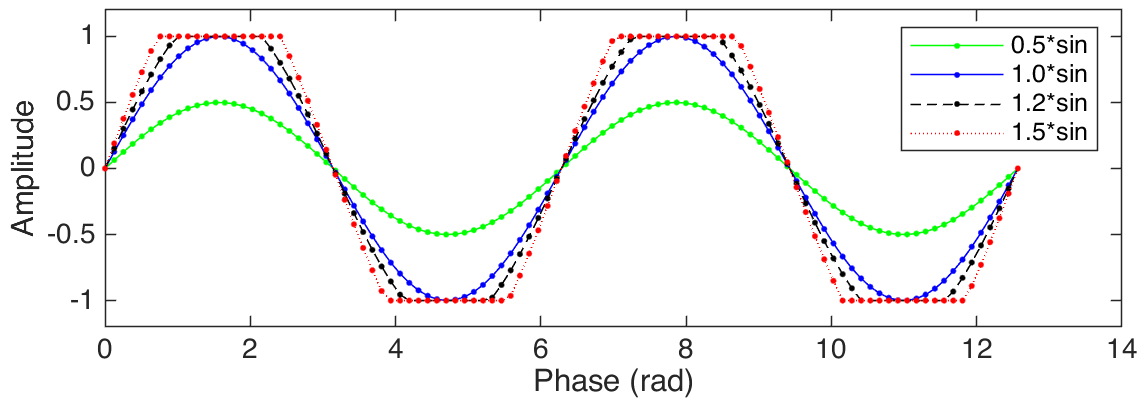 1
0.5
0
-0.5
-1
Amplitude
0.5*sin
1.0*sin
1.2*sin
1.5*sin
0 2 4 6 8 10 12 14
Phase (rad)